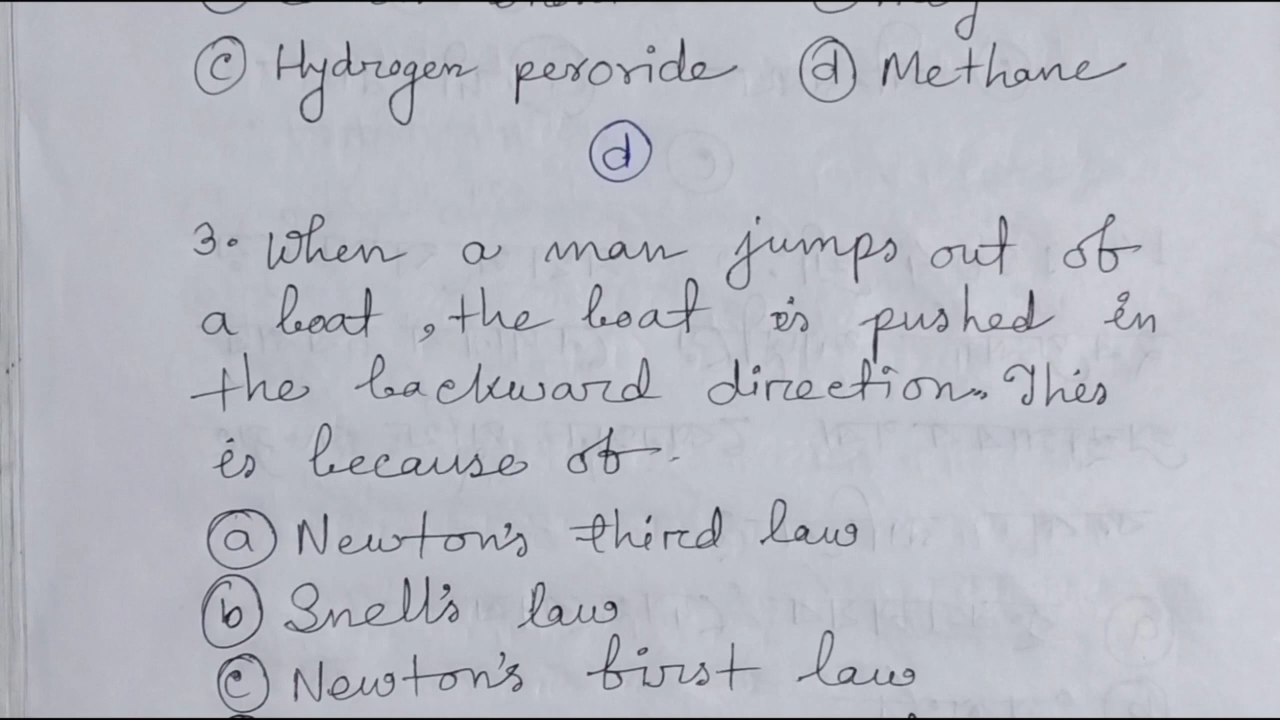 ⓒ Hydrogen peroxide ⓓ Methane
ⓓ
3. When a man jumps out of
a boat, the boat is pushed in
the backward direction. This
is because of
ⓐ Newton's third law
ⓑ Snell's law
ⓒ Newton's first law